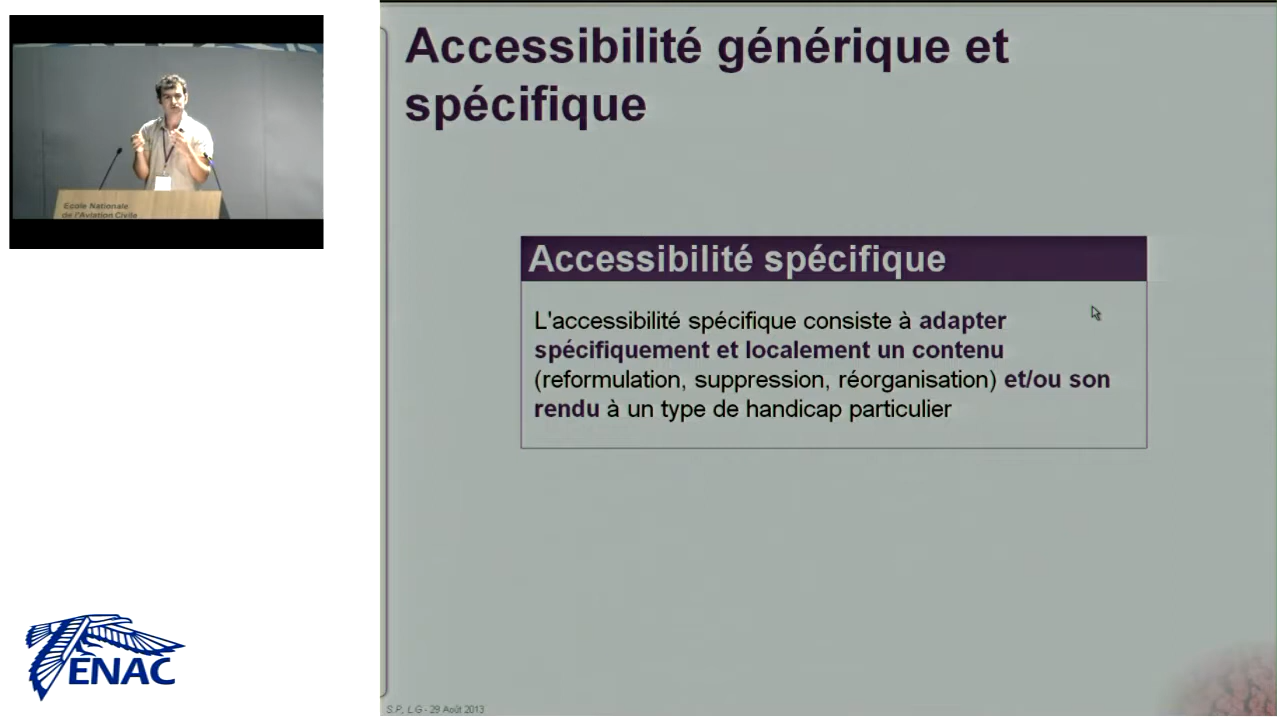 Accessibilité générique et
spécifique
Ecole Nationale
de l'Aviation Civile
Accessibilité spécifique
L'accessibilité spécifique consiste à adapter
spécifiquement et localement un contenu
(reformulation, suppression, réorganisation) et/ou son
rendu à un type de handicap particulier
ENAC
S.P., L.G - 29 Août 2013